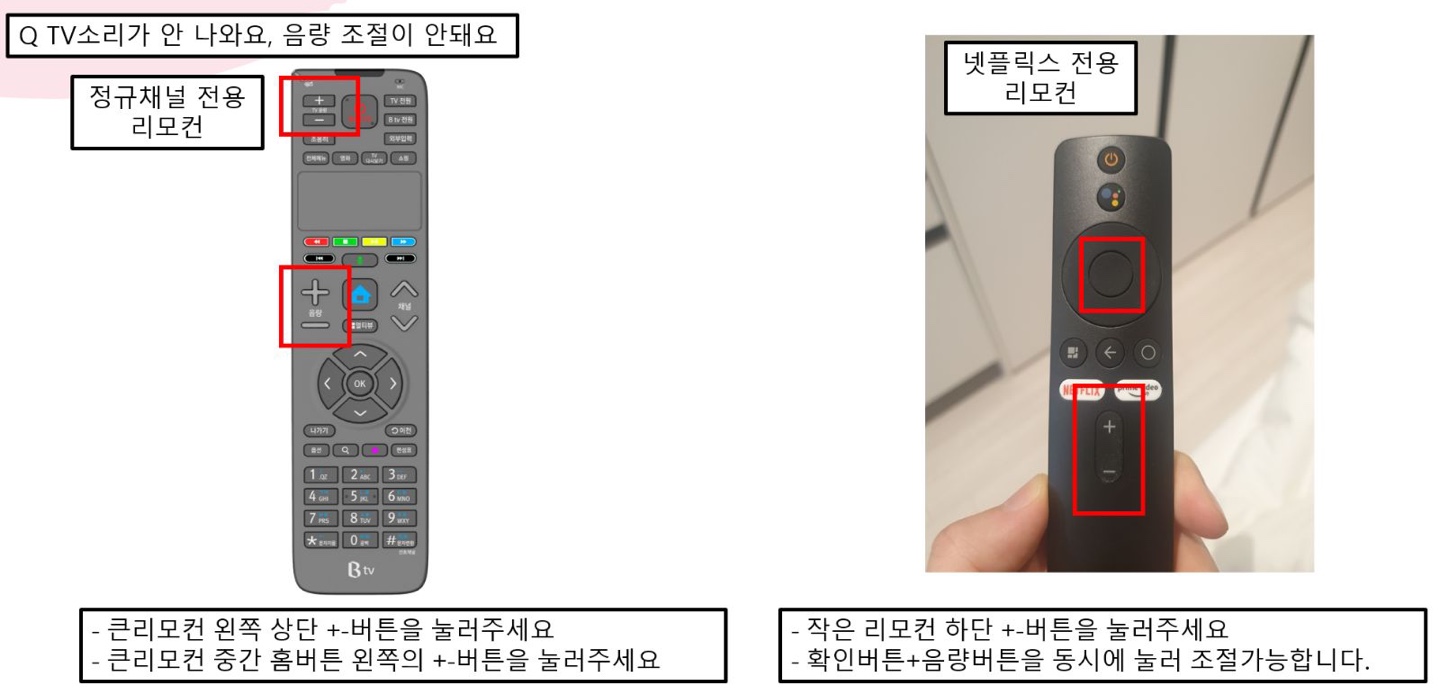 Q TV소리가 안 나와요, 음량 조절이 안돼요
정규채널 전용
리모컨
넷플릭스 전용
리모컨
TV 전원
B tv 전원
외부입력
전체메뉴 영화 TV 다시보기 쇼핑
음량
채널
멀티뷰
OK
나가기 이전
옵션 편성표
1 .QZ 2 ABC 3 DEF
4 GHI 5 JKL 6 MNO
7 PRS 8 TUV 9 WXY
0
B tv
NETFLIX
- 큰리모컨 왼쪽 상단 +-버튼을 눌러주세요
- 큰리모컨 중간 홈버튼 왼쪽의 +-버튼을 눌러주세요
- 작은 리모컨 하단 +-버튼을 눌러주세요
- 확인버튼+음량버튼을 동시에 눌러 조절가능합니다.